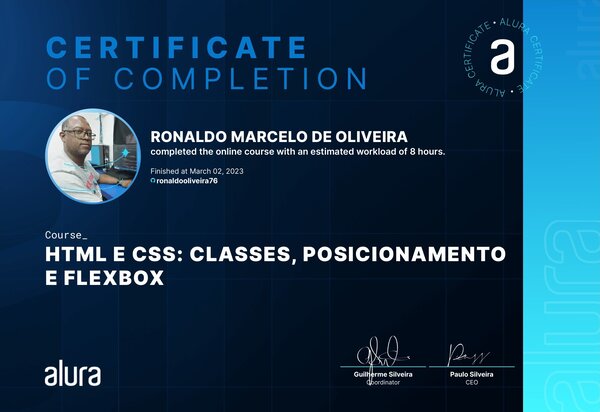 CERTIFICATE
OF COMPLETION
ALURA CERTIFICATE • ALURA CERTIFICATE •
a
RONALDO MARCELO DE OLIVEIRA
completed the online course with an estimated workload of 8 hours.
Finished at March 02, 2023
ronaldooliveira76
Course_
HTML E CSS: CLASSES, POSICIONAMENTO
E FLEXBOX
alura
Guilherme Silveira
Coordinator
Paulo Silveira
CEO
alura
alura